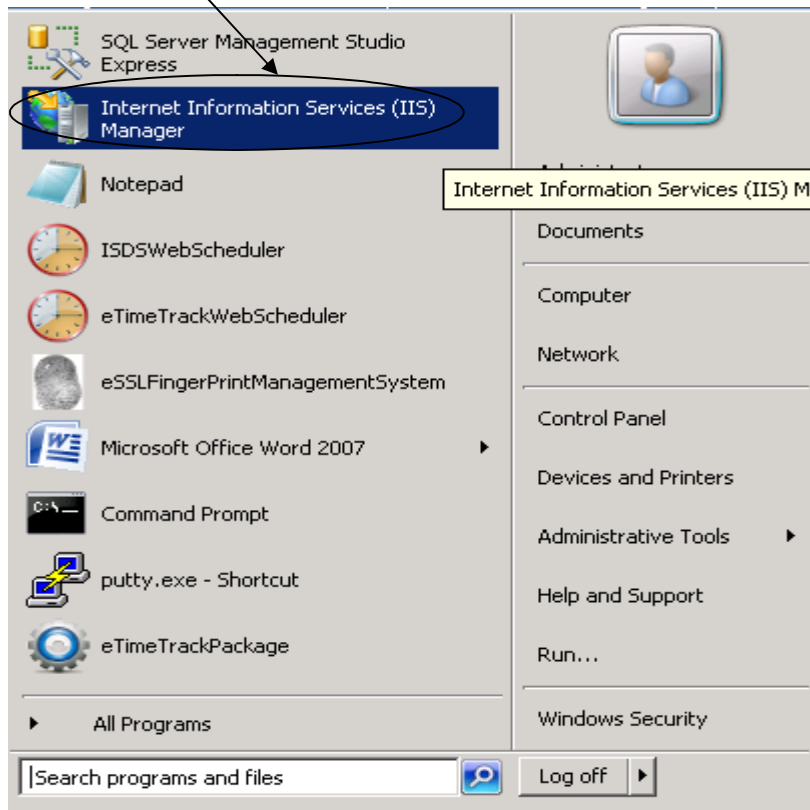 SQL Server Management Studio
Express
Internet Information Services (IIS)
Manager
Notepad
ISDSWebScheduler
eTimeTrackWebScheduler
eSSLFingerPrintManagementSystem
Microsoft Office Word 2007
C:\
Command Prompt
putty.exe - Shortcut
eTimeTrackPackage
All Programs
Search programs and files
Internet Information Services (IIS) M
Documents
Computer
Network
Control Panel
Devices and Printers
Administrative Tools
Help and Support
Run...
Windows Security
Log off